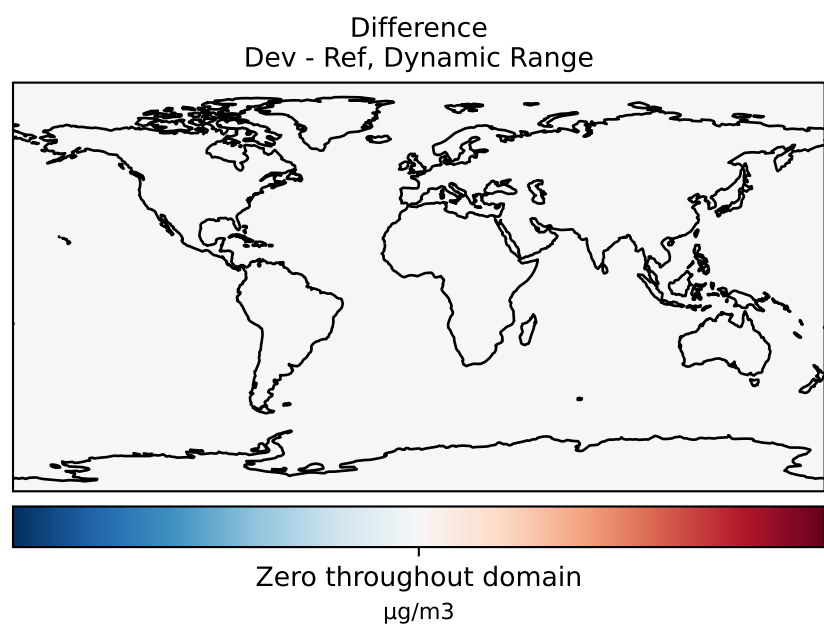 Difference
Dev - Ref, Dynamic Range
Zero throughout domain
μg/m3